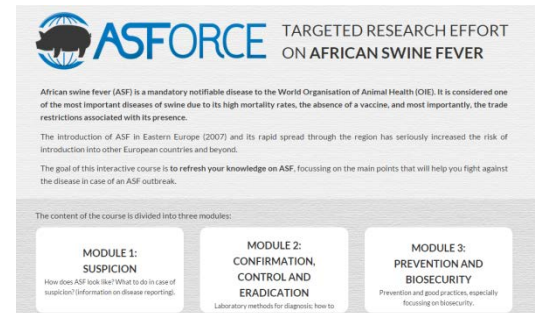 ASFORCE
TARGETED RESEARCH EFFORT
ON AFRICAN SWINE FEVER
African swine fever (ASF) is a mandatory notifiable disease to the World Organisation of Animal Health (OIE). It is considered one
of the most important diseases of swine due to its high mortality rates, the absence of a vaccine, and most importantly, the trade
restrictions associated with its presence.
The introduction of ASF in Eastern Europe (2007) and its rapid spread through the region has seriously increased the risk of
introduction into other European countries and beyond.
The goal of this interactive course is to refresh your knowledge on ASF, focussing on the main points that will help you fight against
the disease in case of an ASF outbreak.
The content of the course is divided into three modules:
MODULE 1:
SUSPICION
How does ASF look like? What to do in case of
suspicion? (information on disease reporting).
MODULE 2:
CONFIRMATION,
CONTROL AND
ERADICATION
Laboratory methods for diagnosis; how to
MODULE 3:
PREVENTION AND
BIOSECURITY
Prevention and good practices, especially
focussing on biosecurity.